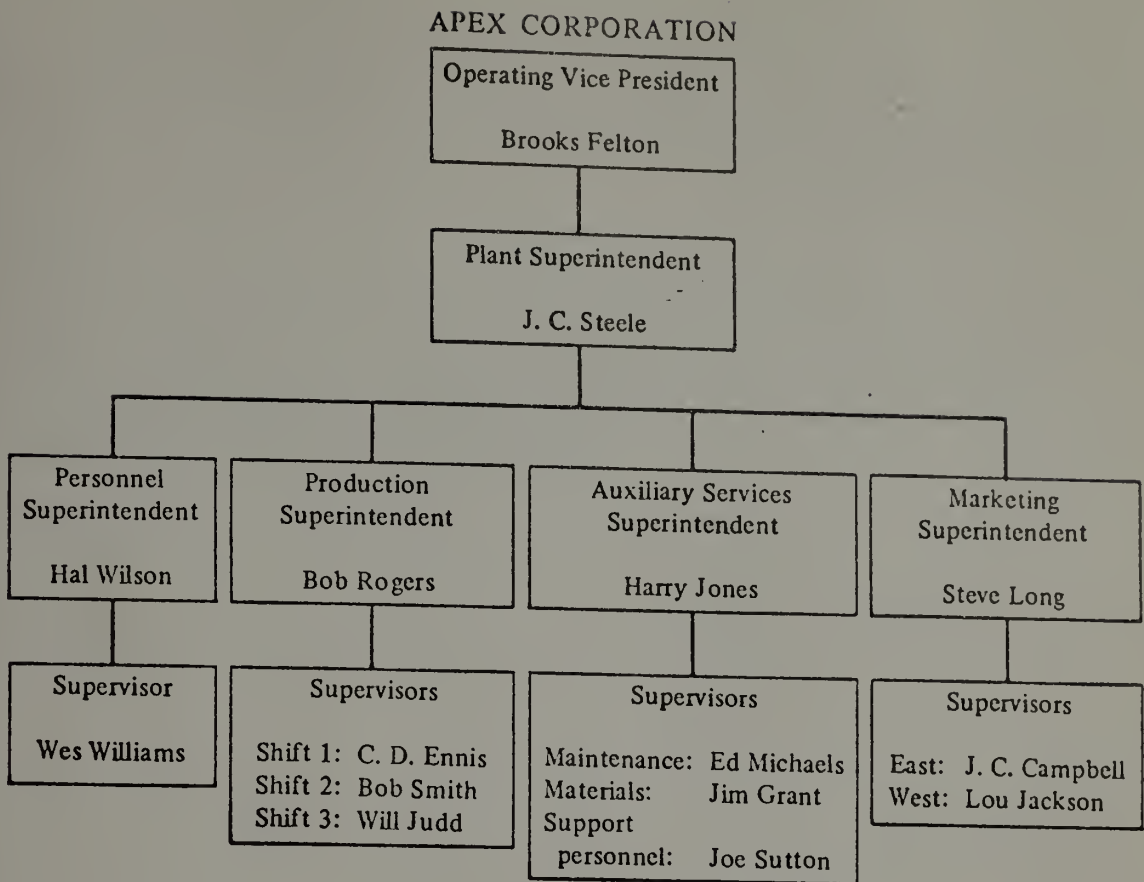 APEX CORPORATION
Operating Vice President
Brooks Felton
Plant Superintendent
J. C. Steele
Personnel
Superintendent
Hal Wilson
Production
Superintendent
Bob Rogers
Auxiliary Services
Superintendent
Harry Jones
Marketing
Superintendent
Steve Long
Supervisor
Wes Williams
Supervisors
Shift 1: C. D. Ennis
Shift 2: Bob Smith
Shift 3: Will Judd
Supervisors
Maintenance: Ed Michaels
Materials: Jim Grant
Support
personnel: Joe Sutton
Supervisors
East: J. C. Campbell
West: Lou Jackson